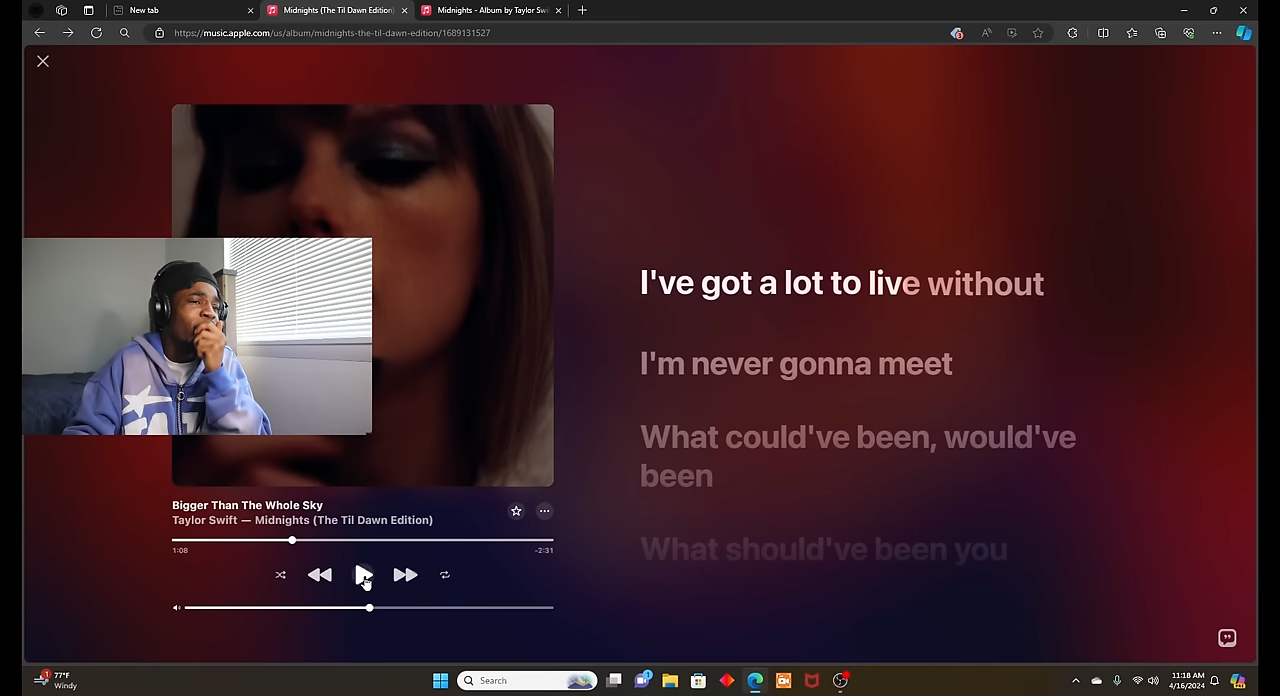 New tab
Midnights (The Til Dawn Edition)
Midnights - Album by Taylor Sw
https://music.apple.com/us/album/midnights-the-til-dawn-edition/1689131527
I've got a lot to live without
I'm never gonna meet
What could've been, would've
been
What should've been you
Bigger Than The Whole Sky
Taylor Swift — Midnights (The Til Dawn Edition)
1:08
-2:31
77°F
Windy
Search
11:18 AM
4/16/2024